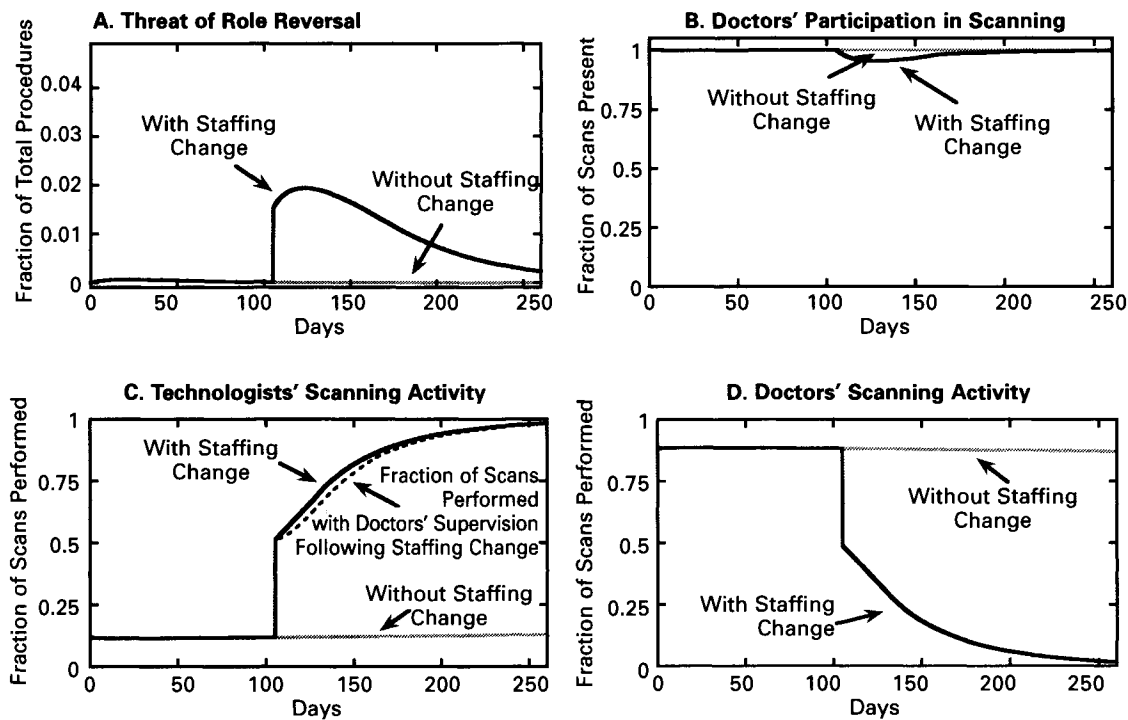 A. Threat of Role Reversal
Fraction of Total Procedures
0.04
0.03
0.02
0.01
0
With Staffing
Change
Without Staffing
Change
0 50 100 150 200 250
Days
B. Doctors' Participation in Scanning
Fraction of Scans Present
1
0.75
0.5
0.25
0
Without Staffing
Change
With Staffing
Change
0 50 100 150 200 250
Days
C. Technologists' Scanning Activity
Fraction of Scans Performed
1
0.75
0.5
0.25
0
With Staffing
Change
Fraction of Scans
Performed
with Doctors' Supervision
Following Staffing Change
Without Staffing
Change
0 50 100 150 200 250
Days
D. Doctors' Scanning Activity
Fraction of Scans Performed
1
0.75
0.5
0.25
0
Without Staffing
Change
With Staffing
Change
0 50 100 150 200 250
Days